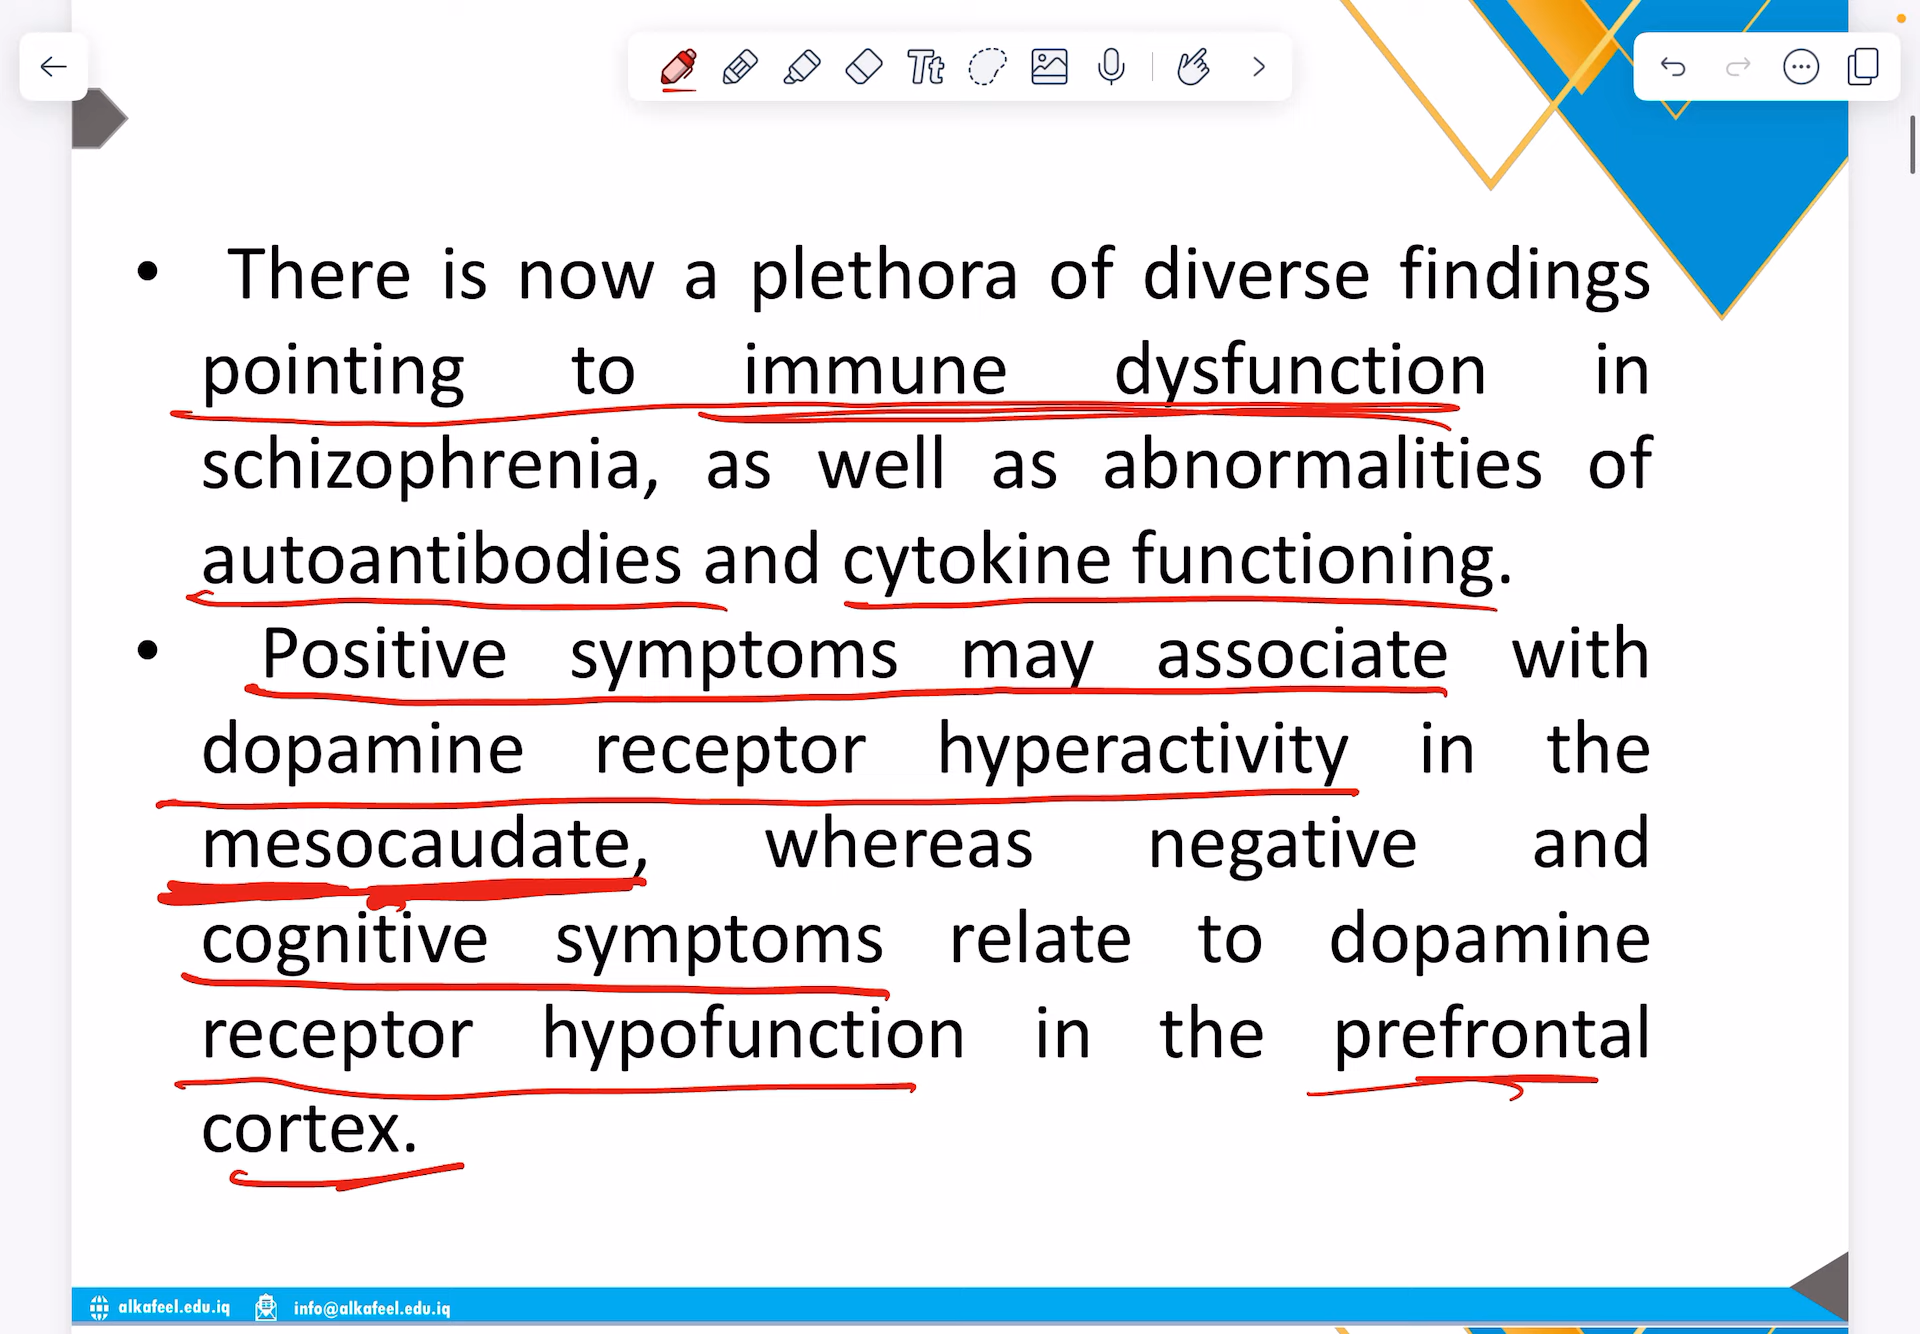 Tt
• There is now a plethora of diverse findings
pointing to immune dysfunction in
schizophrenia, as well as abnormalities of
autoantibodies and cytokine functioning.
• Positive symptoms may associate with
dopamine receptor hyperactivity in the
mesocaudate, whereas negative and
cognitive symptoms relate to dopamine
receptor hypofunction in the prefrontal
cortex.
alkafeel.edu.iq info@alkafeel.edu.iq